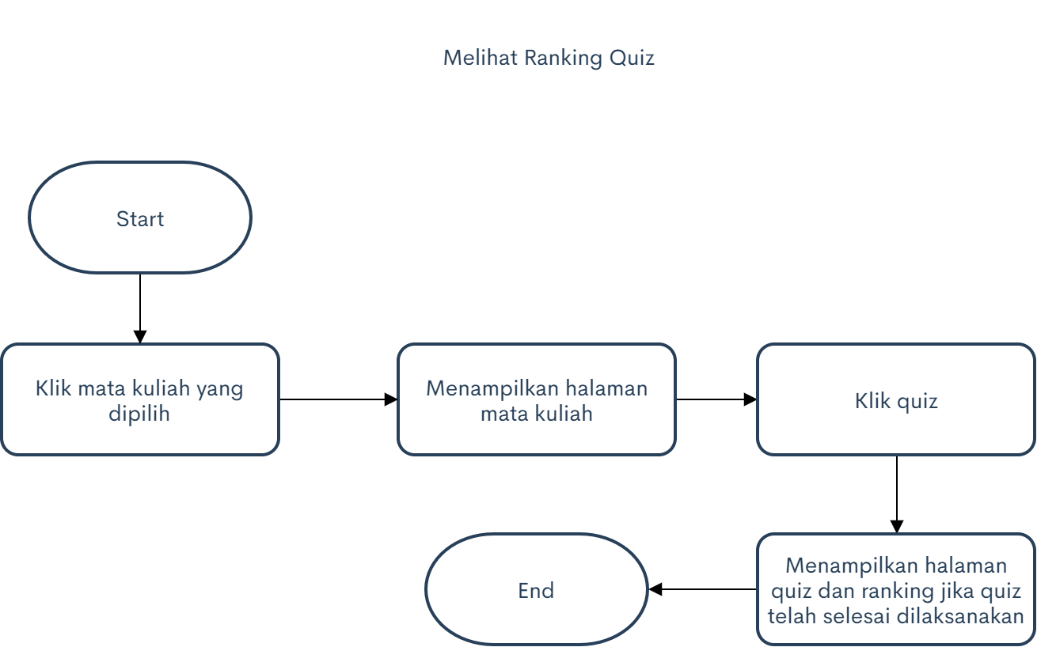 Melihat Ranking Quiz
Start
Klik mata kuliah yang
dipilih
Menampilkan halaman
mata kuliah
Klik quiz
Menampilkan halaman
quiz dan ranking jika quiz
telah selesai dilaksanakan
End